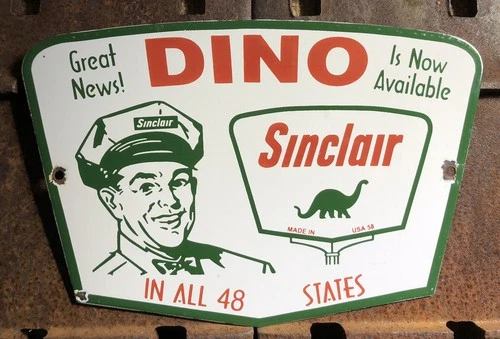 Great News!
DINO
Is Now Available
Sinclair
Sinclair
MADE IN USA 58
IN ALL 48 STATES